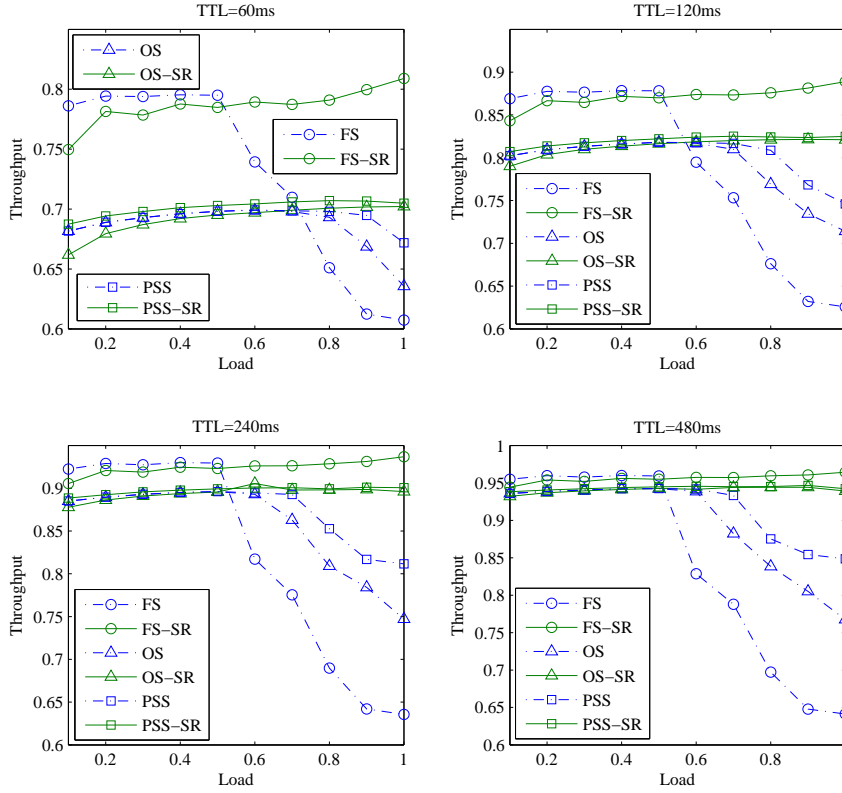 TTL=60ms
0.8
0.75
0.7
0.65
0.6
Throughput
0.2
0.4
0.6
0.8
1
Load
OS
OS−SR
FS
FS−SR
PSS
PSS−SR
TTL=120ms
0.9
0.85
0.8
0.75
0.7
0.65
0.6
Throughput
0.2
0.4
0.6
0.8
Load
FS
FS−SR
OS
OS−SR
PSS
PSS−SR
TTL=240ms
0.9
0.85
0.8
0.75
0.7
0.65
0.6
Throughput
0.2
0.4
0.6
0.8
1
Load
FS
FS−SR
OS
OS−SR
PSS
PSS−SR
TTL=480ms
1
0.95
0.9
0.85
0.8
0.75
0.7
0.65
0.6
Throughput
0.2
0.4
0.6
0.8
Load
FS
FS−SR
OS
OS−SR
PSS
PSS−SR